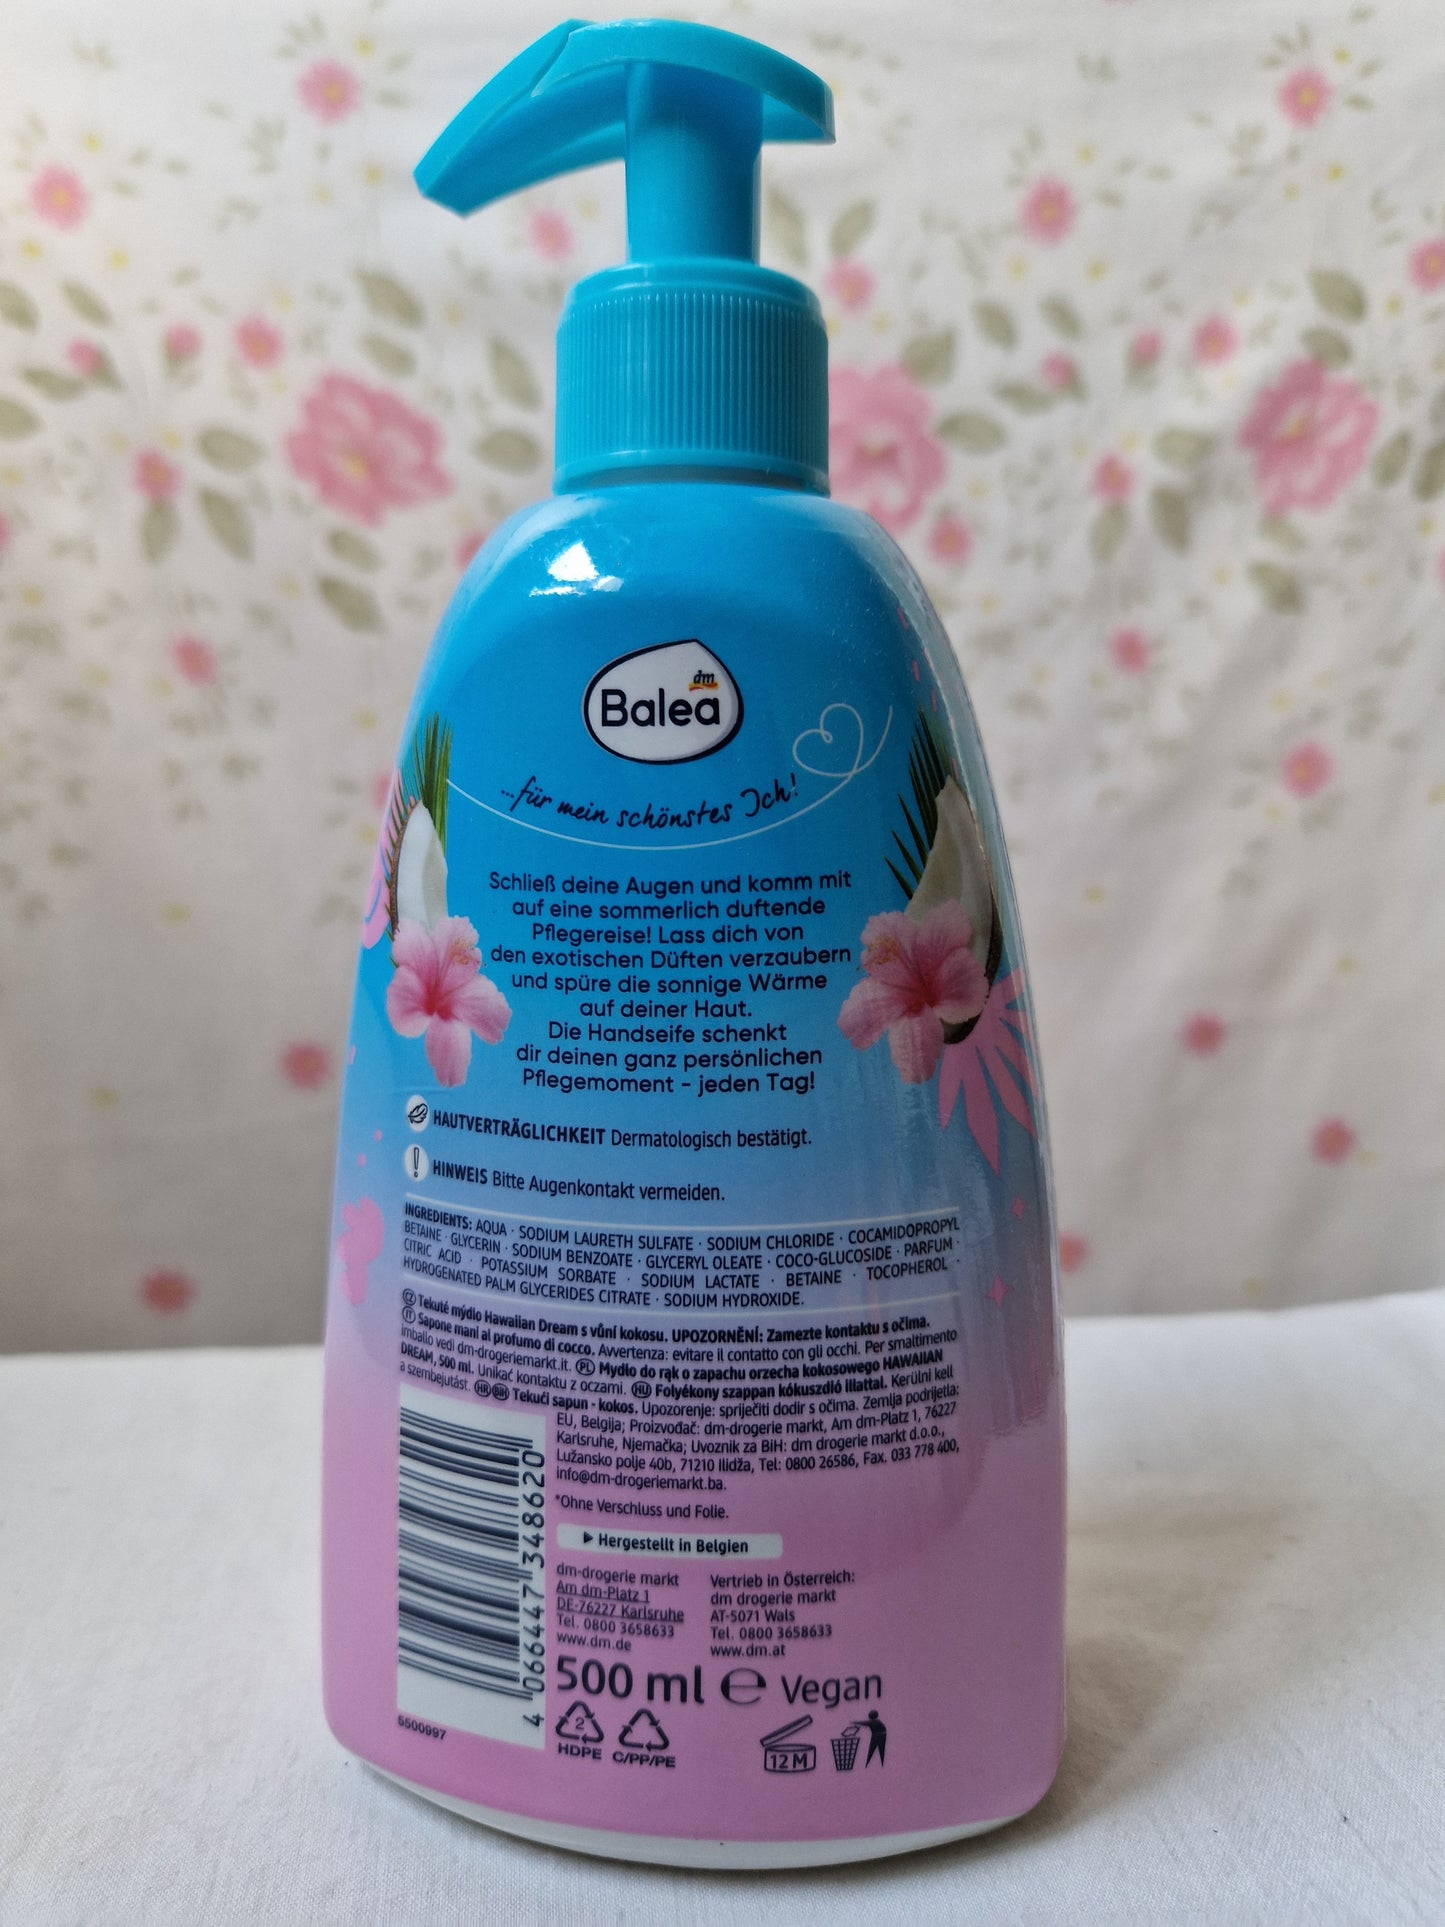 dm
Balea
...für mein schönstes Ich!
Schließ deine Augen und komm mit
auf eine sommerlich duftende
Pflegereise! Lass dich von
den exotischen Düften verzaubern
und spüre die sonnige Wärme
auf deiner Haut.
Die Handseife schenkt
dir deinen ganz persönlichen
Pflegemoment - jeden Tag!
HAUTVERTRÄGLICHKEIT Dermatologisch bestätigt.
HINWEIS Bitte Augenkontakt vermeiden.
INGREDIENTS: AQUA · SODIUM LAURETH SULFATE · SODIUM CHLORIDE · COCAMIDOPROPYL
BETAINE · GLYCERIN · SODIUM BENZOATE · GLYCERYL OLEATE · COCO-GLUCOSIDE · PARFUM ·
CITRIC ACID · POTASSIUM SORBATE · SODIUM LACTATE · BETAINE · TOCOPHEROL ·
HYDROGENATED PALM GLYCERIDES CITRATE · SODIUM HYDROXIDE.
CZ Tekuté mýdlo Hawaiian Dream s vůní kokosu. UPOZORNĚNÍ: Zamezte kontaktu s očima.
IT Sapone mani al profumo di cocco. Avvertenza: evitare il contatto con gli occhi. Per smaltimento
imballo vedi dm-drogeriemarkt.it. PL Mydło do rąk o zapachu orzecha kokosowego HAWAIIAN
DREAM, 500 ml. Unikać kontaktu z oczami. HU Folyékony szappan kókuszdió illattal. Kerülni kell
a szembejutást. HR BiH Tekući sapun - kokos. Upozorenje: spriječiti dodir s očima. Zemlja podrijetla:
EU, Belgija; Proizvođač: dm-drogerie markt, Am dm-Platz 1, 76227
Karlsruhe, Njemačka; Uvoznik za BiH: dm drogerie markt d.o.o.,
Lužansko polje 40b, 71210 Ilidža, Tel: 0800 26586, Fax. 033 778 400,
info@dm-drogeriemarkt.ba.
*Ohne Verschluss und Folie.
Hergestellt in Belgien
dm-drogerie markt
Am dm-Platz 1
DE-76227 Karlsruhe
Tel. 0800 3658633
www.dm.de
Vertrieb in Österreich:
dm drogerie markt
AT-5071 Wals
Tel. 0800 3658633
www.dm.at
500 ml ℮ Vegan
4 066447 348620
5500997
2
HDPE
C/PP/PE
12 M